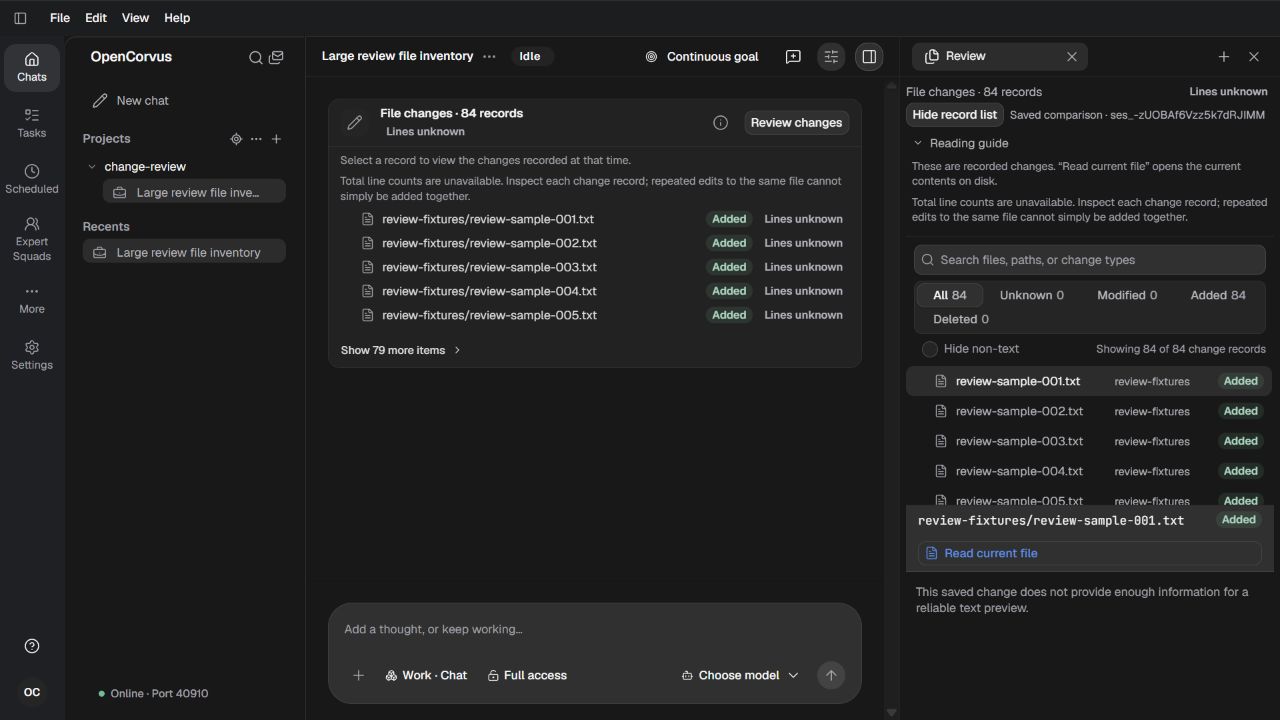 File Edit View Help
Chats
Tasks
Scheduled
Expert
Squads
More
Settings
OC
OpenCorvus
New chat
Projects
change-review
Large review file inve...
Recents
Large review file inventory
Online · Port 40910
Large review file inventory
Idle
Continuous goal
File changes · 84 records
Lines unknown
Review changes
Select a record to view the changes recorded at that time.
Total line counts are unavailable. Inspect each change record; repeated edits to the same file cannot
simply be added together.
review-fixtures/review-sample-001.txt Added Lines unknown
review-fixtures/review-sample-002.txt Added Lines unknown
review-fixtures/review-sample-003.txt Added Lines unknown
review-fixtures/review-sample-004.txt Added Lines unknown
review-fixtures/review-sample-005.txt Added Lines unknown
Show 79 more items
Add a thought, or keep working...
Work · Chat Full access Choose model
Review
File changes · 84 records Lines unknown
Hide record list Saved comparison · ses_-zUOBAf6Vzz5k7dRJIMM
Reading guide
These are recorded changes. “Read current file” opens the current
contents on disk.
Total line counts are unavailable. Inspect each change record; repeated
edits to the same file cannot simply be added together.
Search files, paths, or change types
All 84 Unknown 0 Modified 0 Added 84
Deleted 0
Hide non-text Showing 84 of 84 change records
review-sample-001.txt review-fixtures Added
review-sample-002.txt review-fixtures Added
review-sample-003.txt review-fixtures Added
review-sample-004.txt review-fixtures Added
review-sample-005.txt review-fixtures Added
review-fixtures/review-sample-001.txt Added
Read current file
This saved change does not provide enough information for a
reliable text preview.